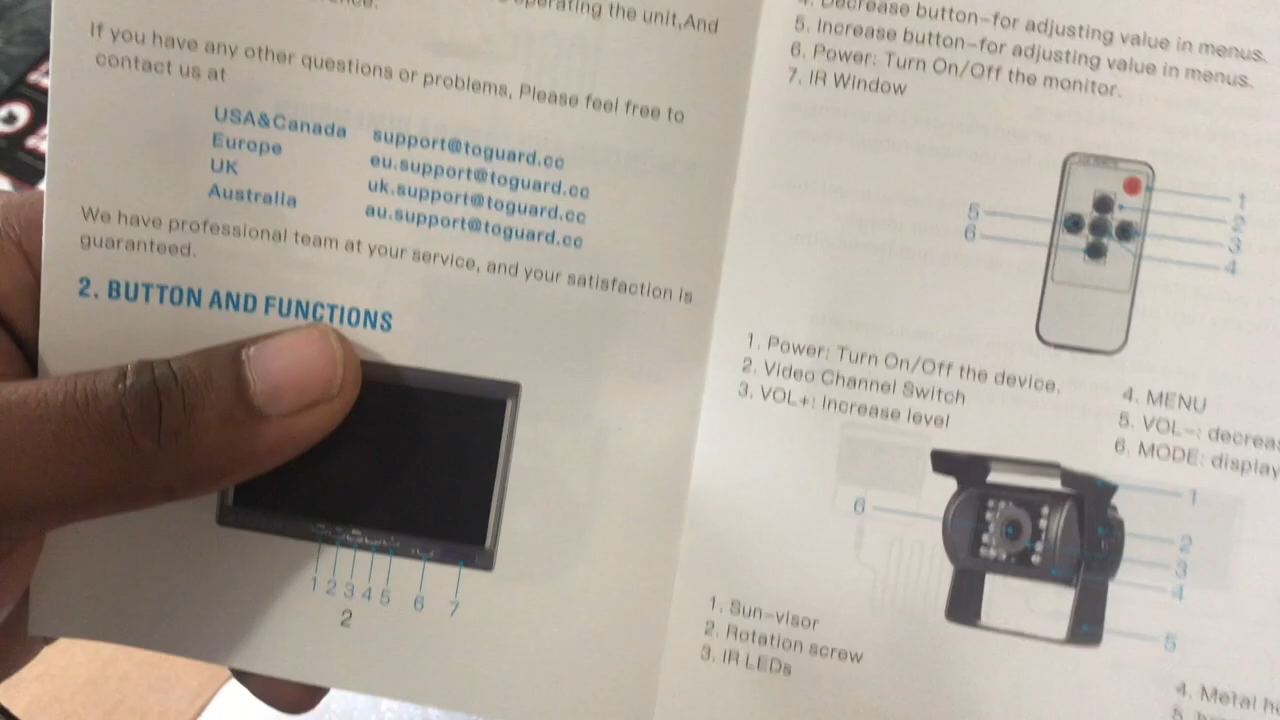 operating the unit,And
If you have any other questions or problems, Please feel free to
contact us at
USA&Canada support@toguard.cc
Europe eu.support@toguard.cc
UK uk.support@toguard.cc
Australia au.support@toguard.cc
We have professional team at your service, and your satisfaction is
guaranteed.
2. BUTTON AND FUNCTIONS
1 2 3 4 5 6 7
2
4. Decrease button-for adjusting value in menus.
5. Increase button-for adjusting value in menus.
6. Power: Turn On/Off the monitor.
7. IR Window
1
2
3
4
5
6
1. Power: Turn On/Off the device.
2. Video Channel Switch
3. VOL+: Increase level
4. MENU
5. VOL-: decrea
6. MODE: display
6
1
2
3
4
5
1. Sun-visor
2. Rotation screw
3. IR LEDs
4. Metal
5.